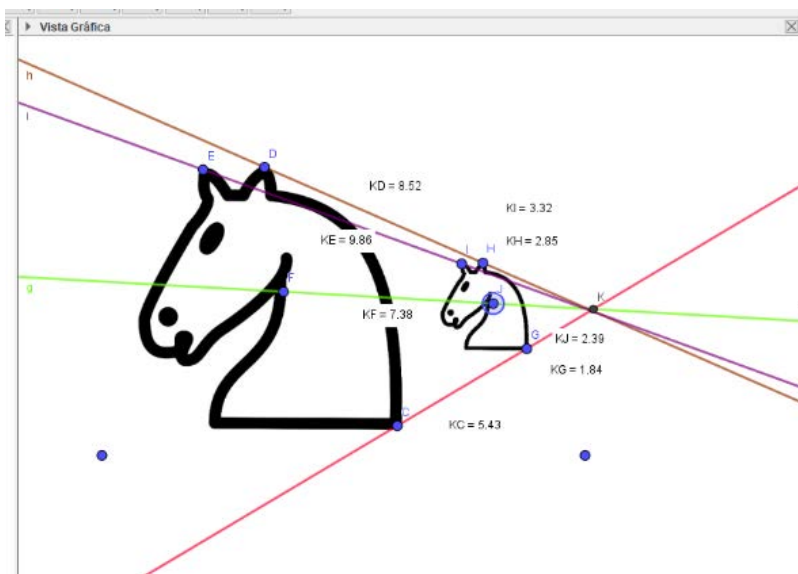 Vista Gráfica
h
l
E
D
KD = 8.52
KI = 3.32
KE = 9.86
KH = 2.85
I
H
g
F
J
K
KF = 7.38
KJ = 2.39
G
KG = 1.84
C
KC = 5.43